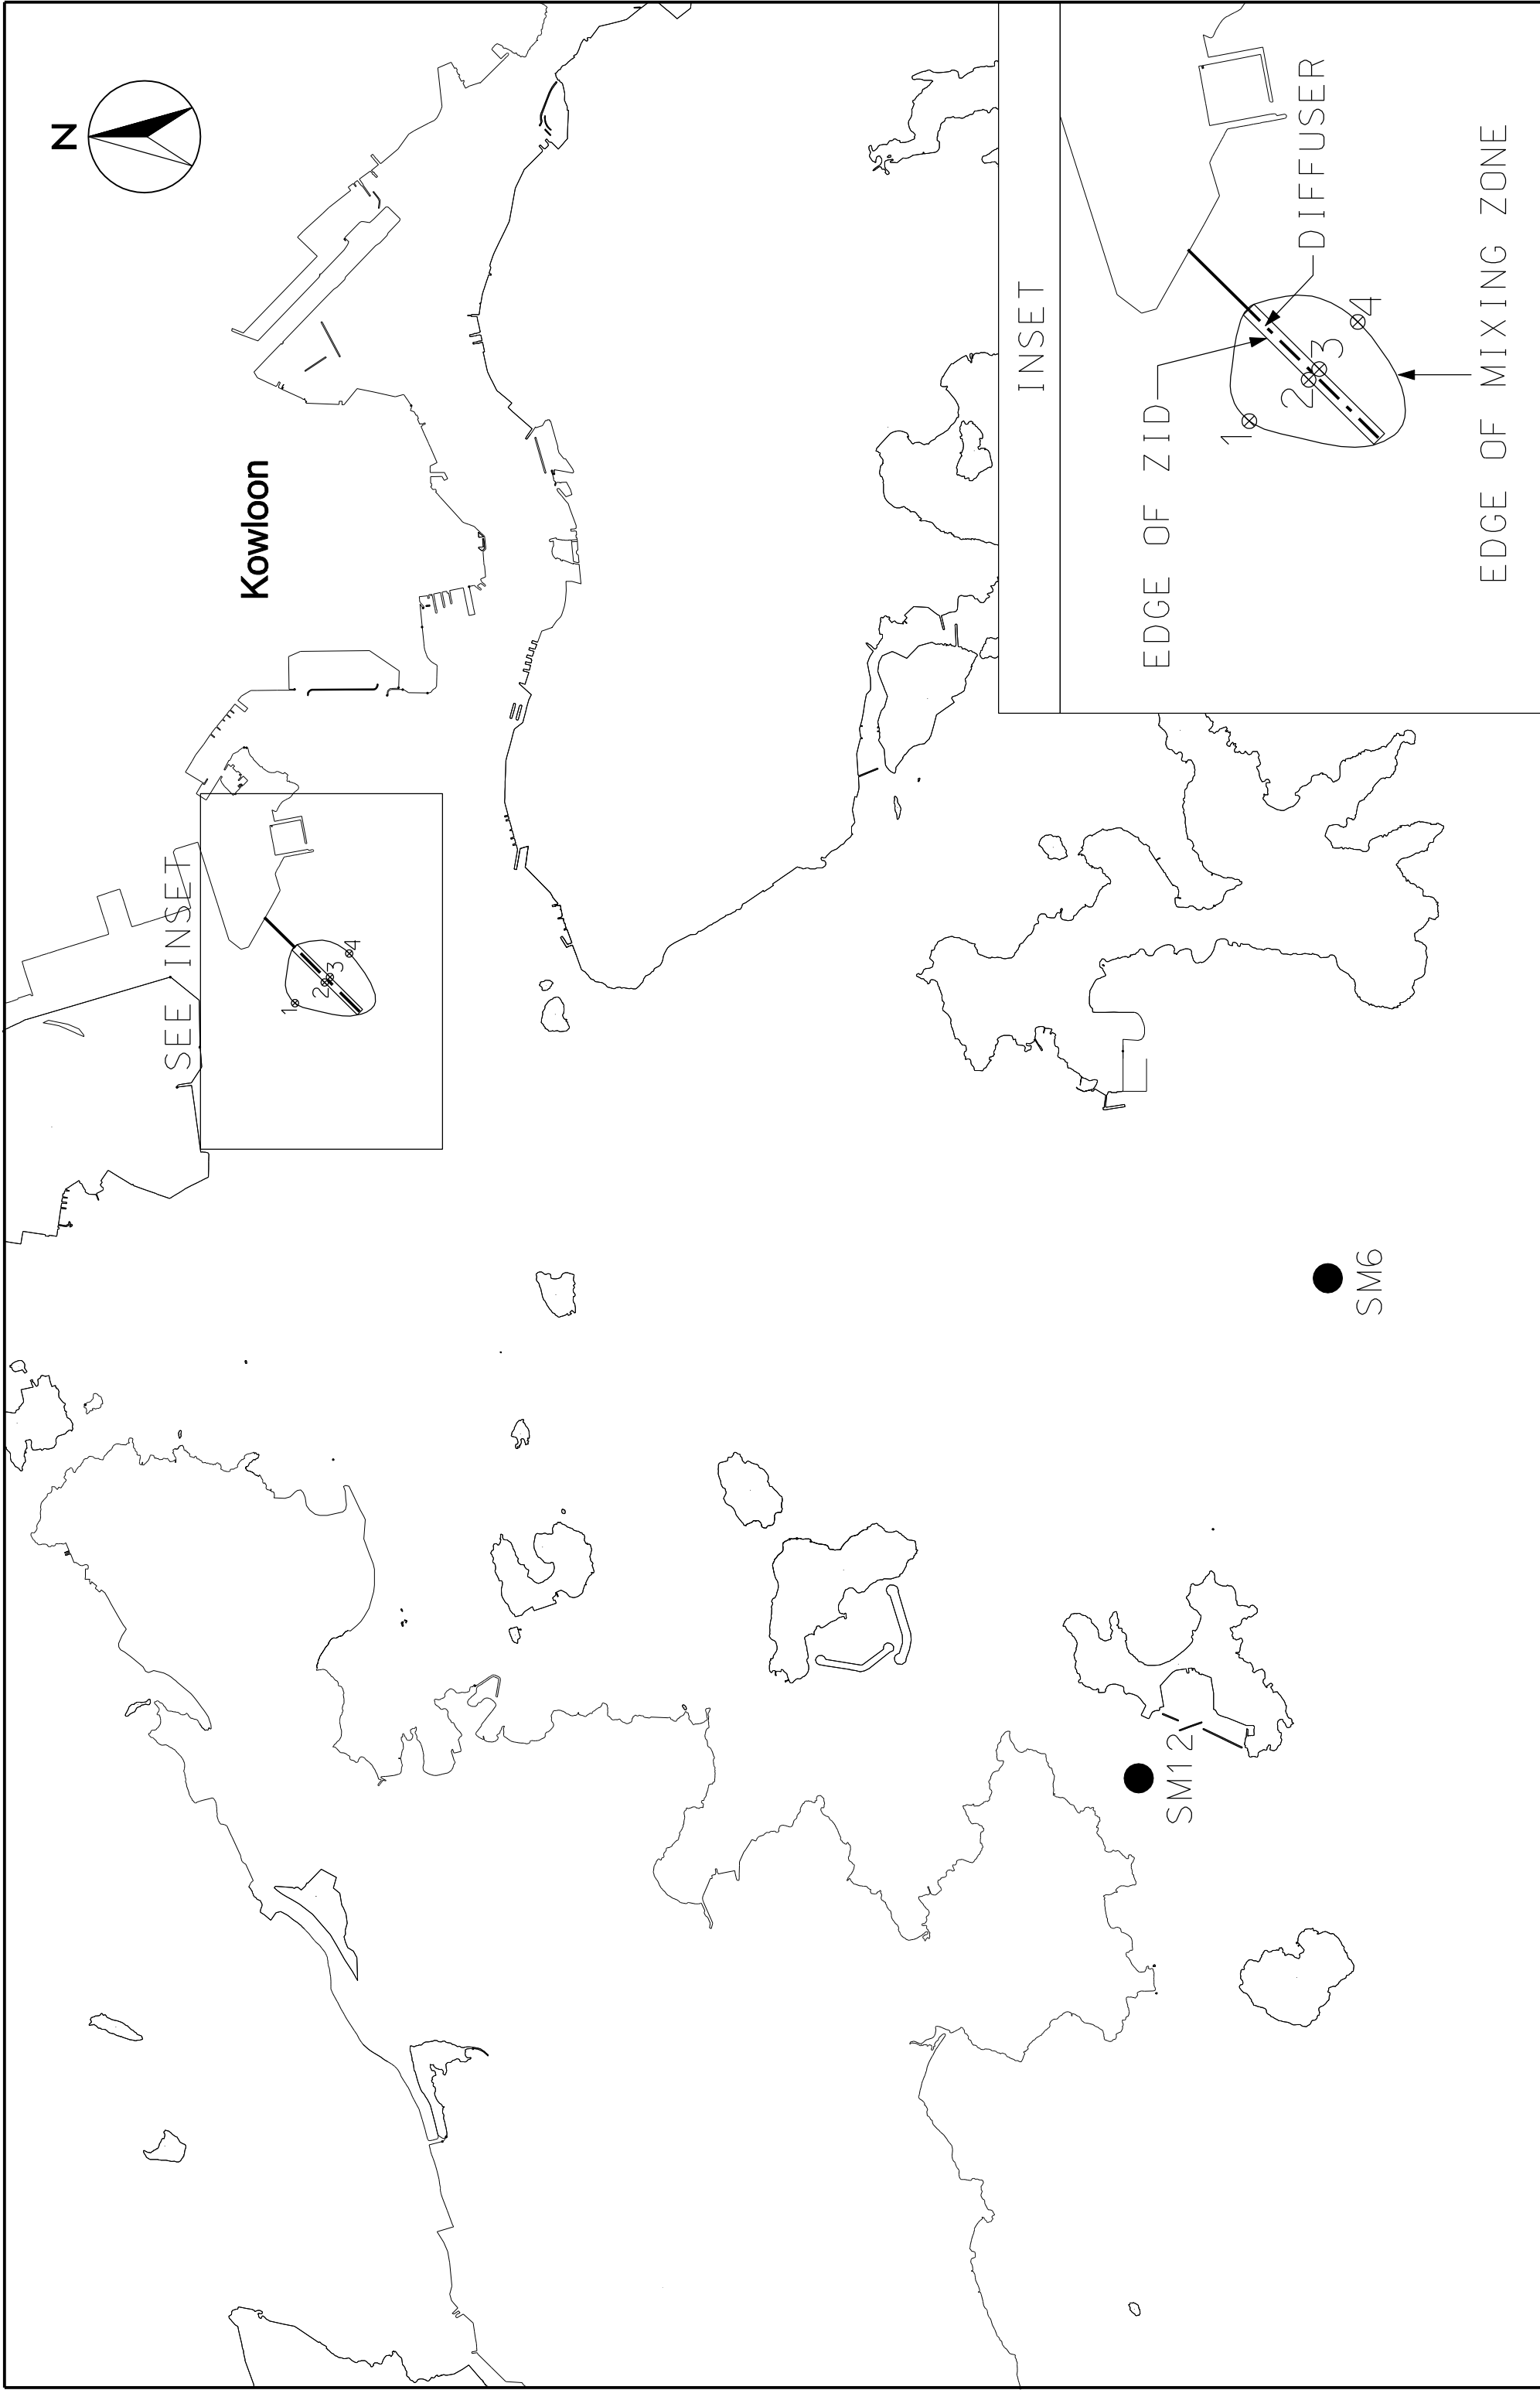 N
Kowloon
SEE INSET
1
2
3
4
SM6
SM12
INSET
EDGE OF ZID
DIFFUSER
1
2
3
4
EDGE OF MIXING ZONE